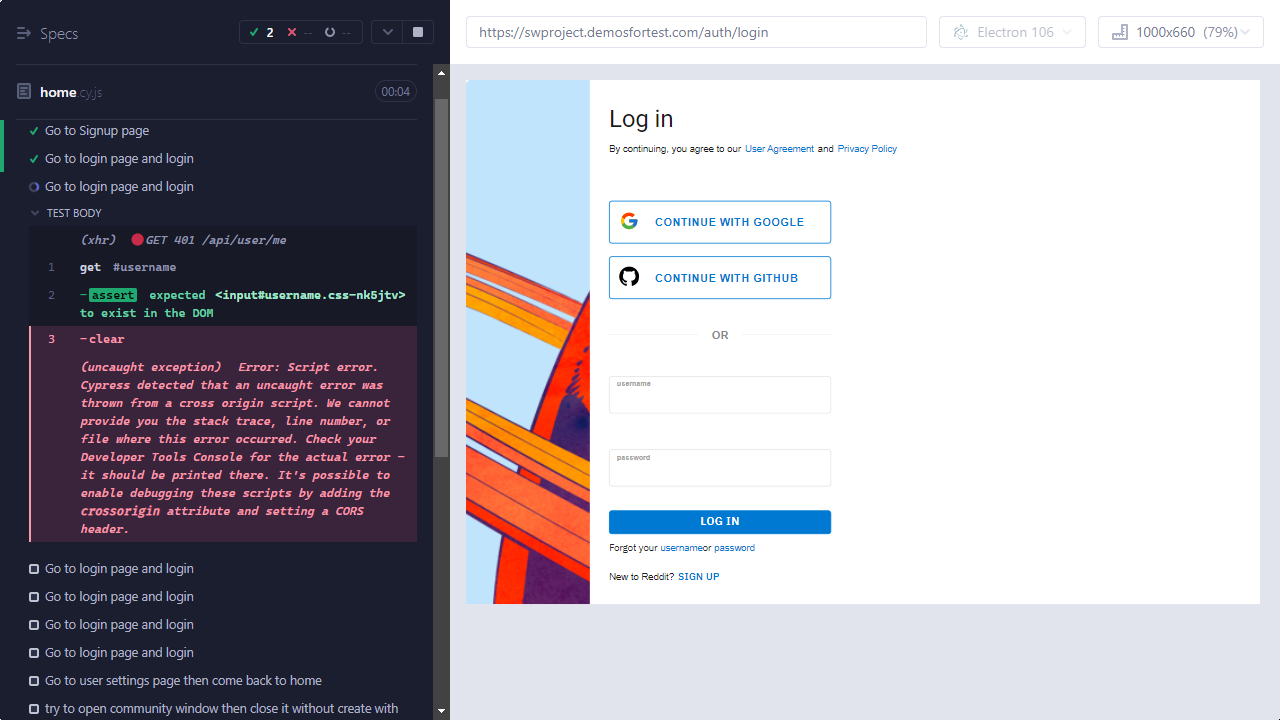 Specs
2
--
--
https://swproject.demosfortest.com/auth/login
Electron 106
1000x660 (79%)
home.cy.js
00:04
Go to Signup page
Go to login page and login
Go to login page and login
TEST BODY
(xhr) GET 401 /api/user/me
1 get #username
2 -assert expected <input#username.css-nk5jtv>
to exist in the DOM
3 -clear
(uncaught exception) Error: Script error.
Cypress detected that an uncaught error was
thrown from a cross origin script. We cannot
provide you the stack trace, line number, or
file where this error occurred. Check your
Developer Tools Console for the actual error -
it should be printed there. It's possible to
enable debugging these scripts by adding the
crossorigin attribute and setting a CORS
header.
Go to login page and login
Go to login page and login
Go to login page and login
Go to login page and login
Go to user settings page then come back to home
try to open community window then close it without create with
Log in
By continuing, you agree to our User Agreement and Privacy Policy
CONTINUE WITH GOOGLE
CONTINUE WITH GITHUB
OR
username
password
LOG IN
Forgot your usernameor password
New to Reddit? SIGN UP